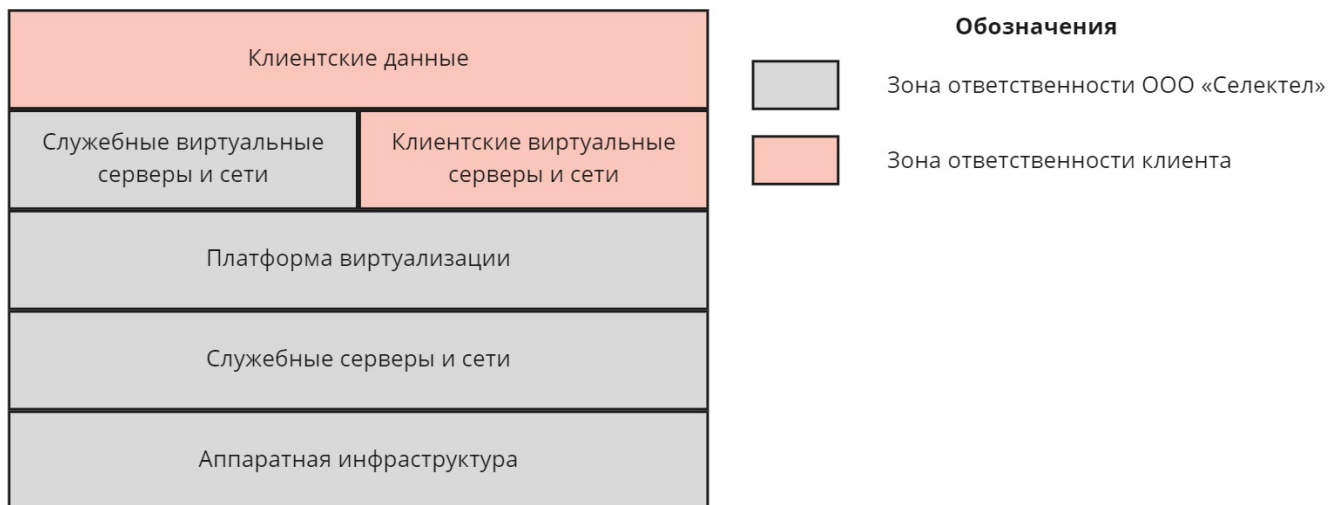 Клиентские данные
Служебные виртуальные
серверы и сети
Клиентские виртуальные
серверы и сети
Платформа виртуализации
Служебные серверы и сети
Аппаратная инфраструктура
Обозначения
Зона ответственности ООО «Селектел»
Зона ответственности клиента